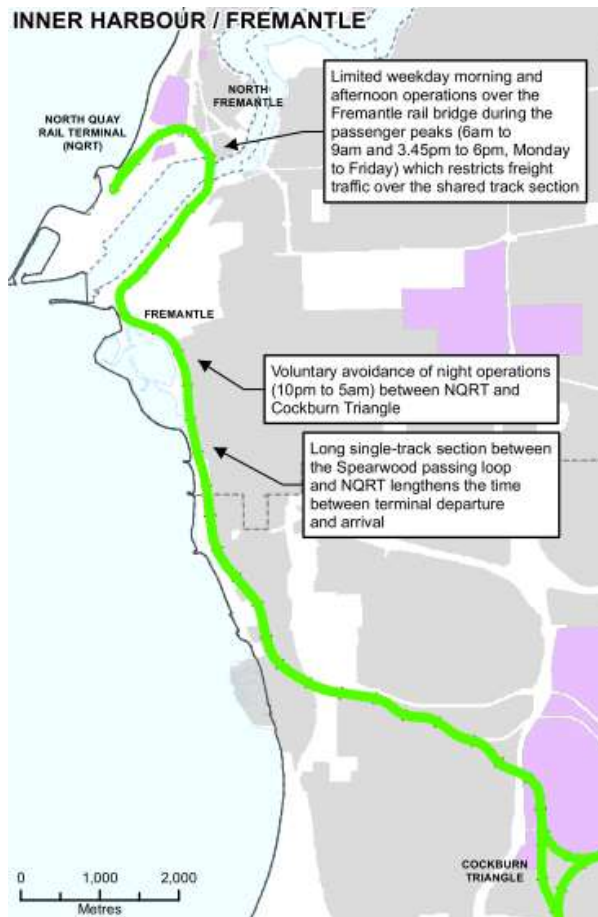 INNER HARBOUR / FREMANTLE
NORTH
FREMANTLE
NORTH QUAY
RAIL TERMINAL
(NQRT)
Limited weekday morning and
afternoon operations over the
Fremantle rail bridge during the
passenger peaks (6am to
9am and 3.45pm to 6pm, Monday
to Friday) which restricts freight
traffic over the shared track section
FREMANTLE
Voluntary avoidance of night operations
(10pm to 5am) between NQRT and
Cockburn Triangle
Long single-track section between
the Spearwood passing loop
and NQRT lengthens the time
between terminal departure
and arrival
COCKBURN
TRIANGLE
0 1,000 2,000
Metres